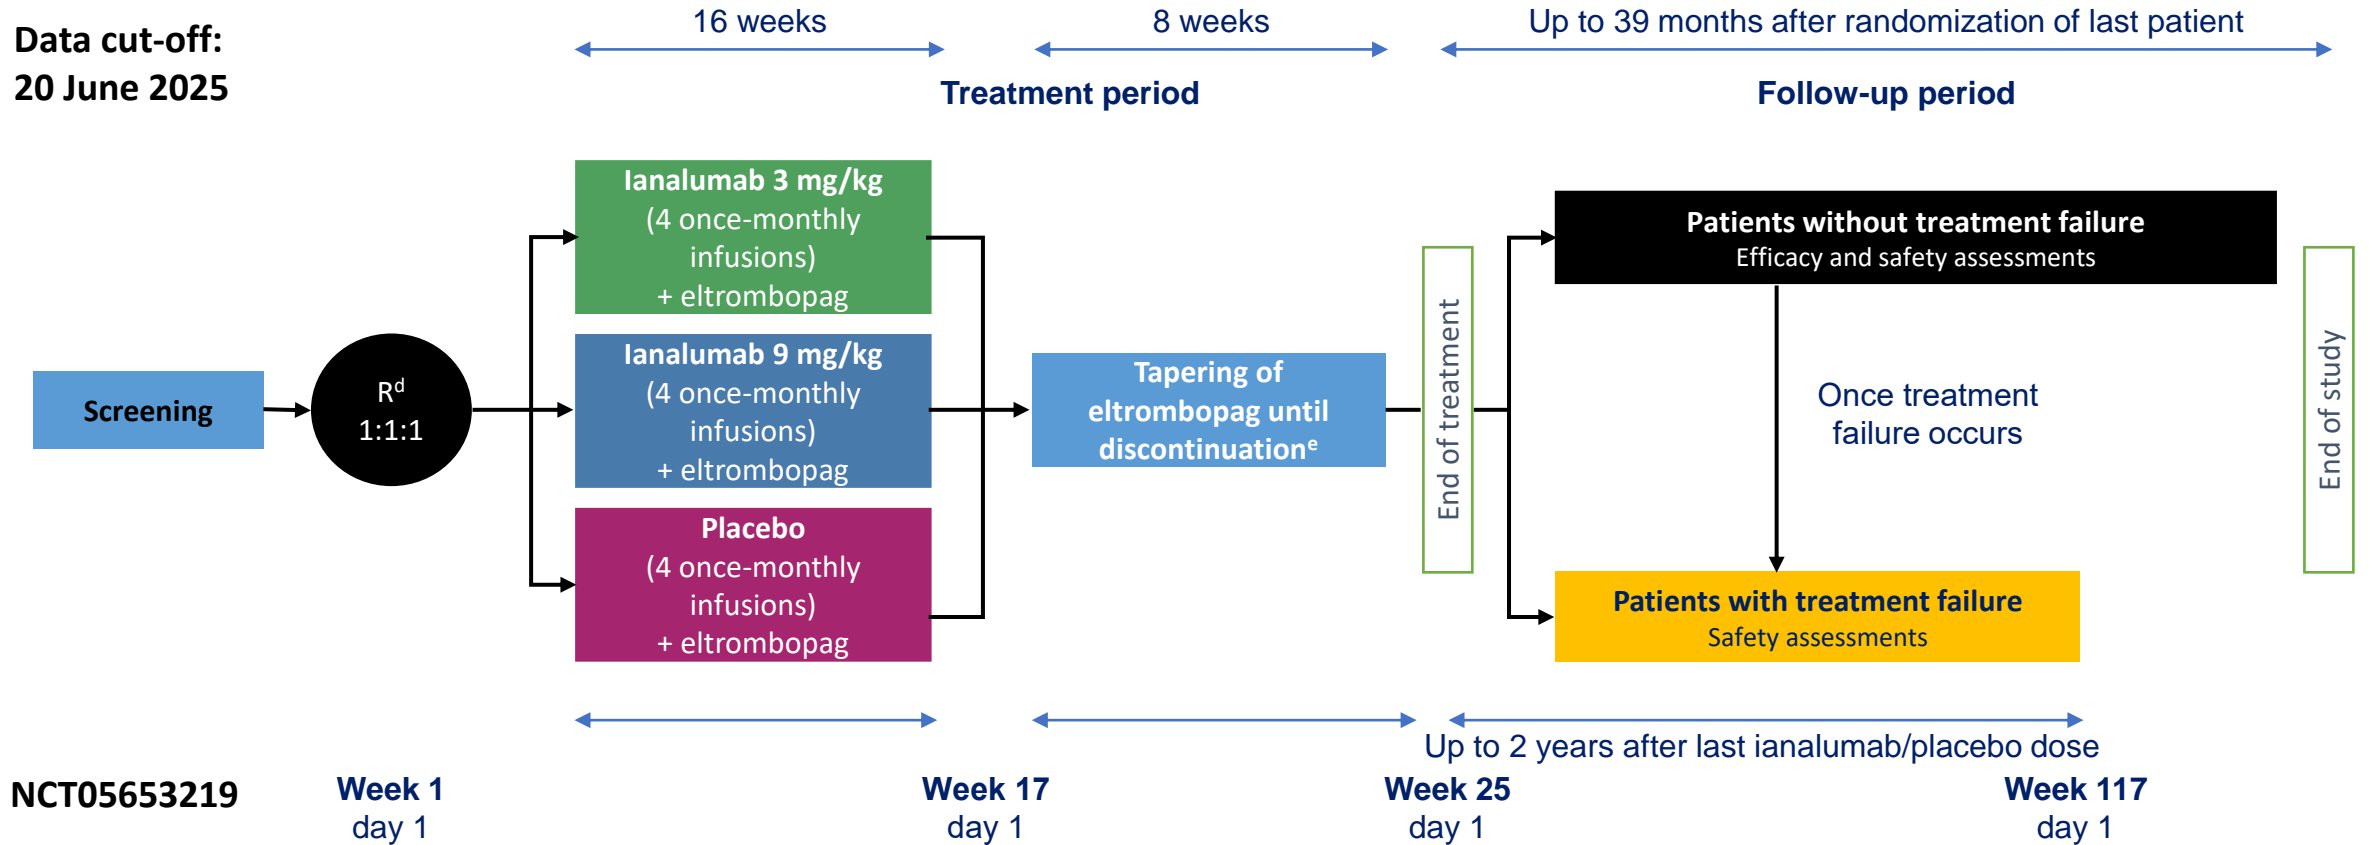 Data cut-off:
20 June 2025
16 weeks
8 weeks
Up to 39 months after randomization of last patient
Treatment period
Follow-up period
Screening
Rᵈ
1:1:1
Ianalumab 3 mg/kg
(4 once-monthly
infusions)
+ eltrombopag
Ianalumab 9 mg/kg
(4 once-monthly
infusions)
+ eltrombopag
Placebo
(4 once-monthly
infusions)
+ eltrombopag
Tapering of
eltrombopag until
discontinuationᵉ
End of treatment
Patients without treatment failure
Efficacy and safety assessments
Once treatment
failure occurs
Patients with treatment failure
Safety assessments
End of study
Up to 2 years after last ianalumab/placebo dose
NCT05653219
Week 1
day 1
Week 17
day 1
Week 25
day 1
Week 117
day 1